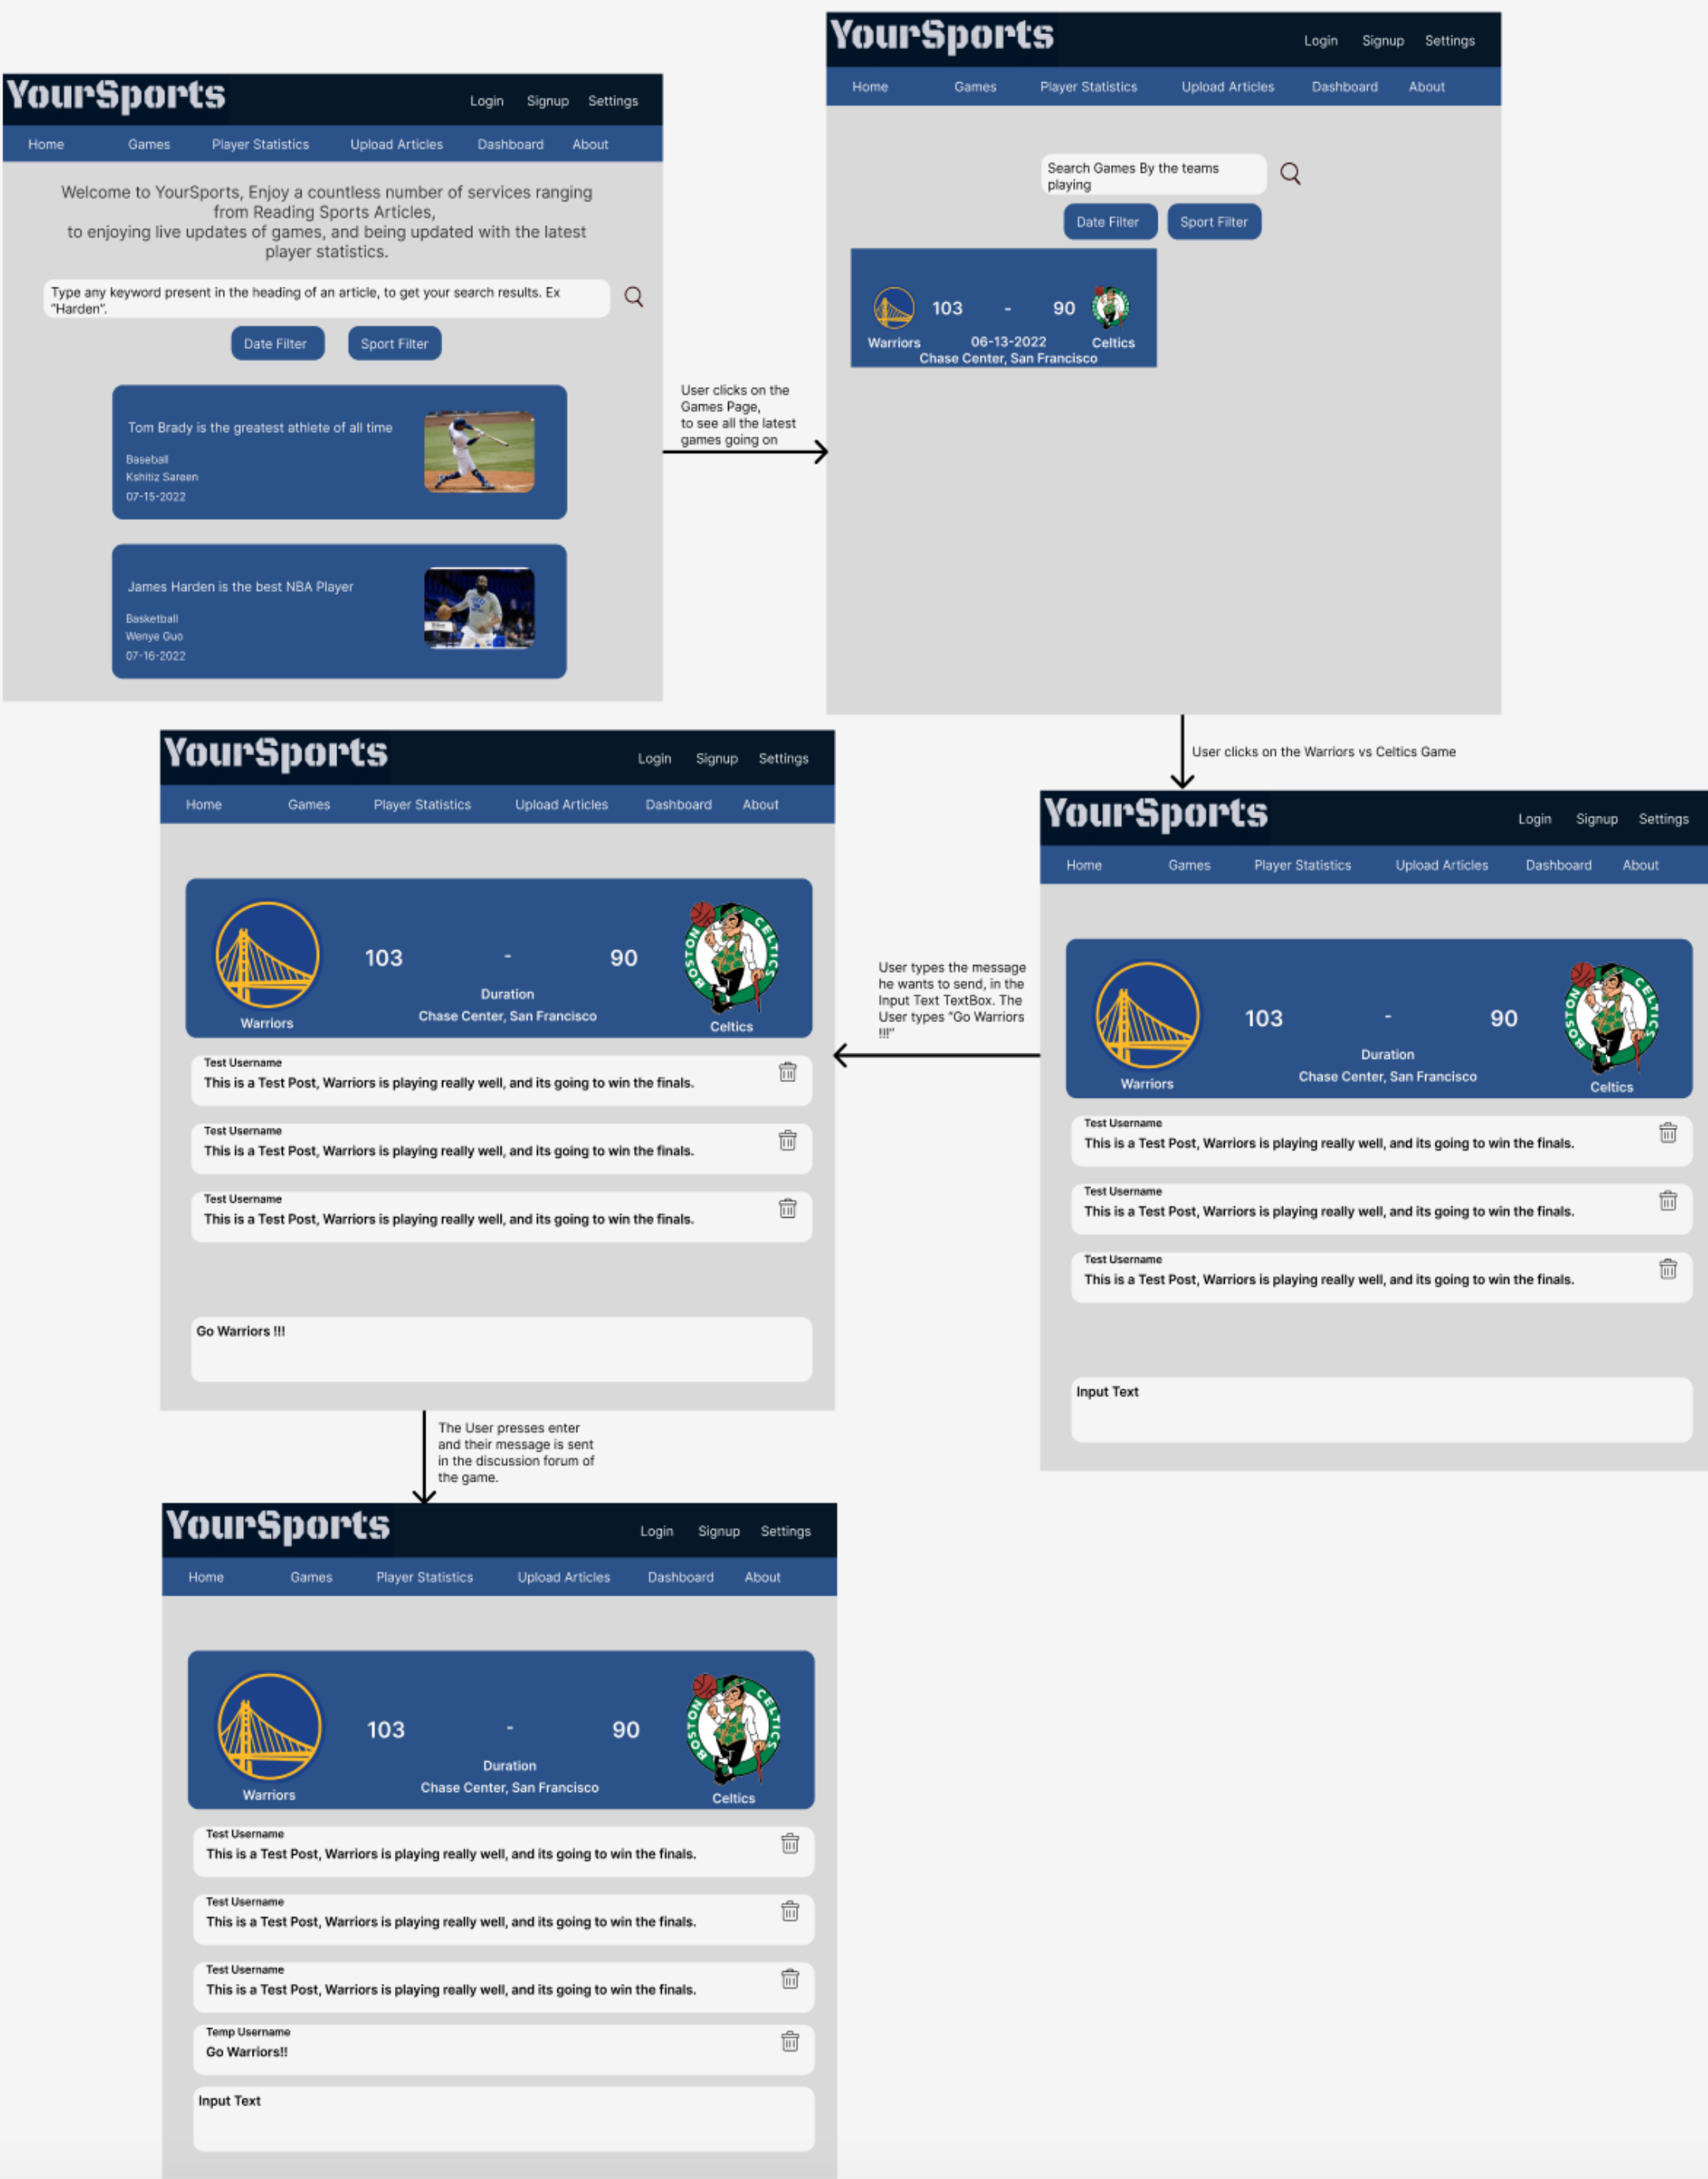 YourSports
Login Signup Settings
Home Games Player Statistics Upload Articles Dashboard About
Welcome to YourSports, Enjoy a countless number of services ranging
from Reading Sports Articles,
to enjoying live updates of games, and being updated with the latest
player statistics.
Type any keyword present in the heading of an article, to get your search results. Ex
"Harden".
Date Filter Sport Filter
Tom Brady is the greatest athlete of all time
Baseball
Kshitiz Sareen
07-15-2022
James Harden is the best NBA Player
Basketball
Wenye Guo
07-16-2022
User clicks on the
Games Page,
to see all the latest
games going on
YourSports
Login Signup Settings
Home Games Player Statistics Upload Articles Dashboard About
Search Games By the teams
playing
Date Filter Sport Filter
103 - 90
Warriors 06-13-2022 Celtics
Chase Center, San Francisco
User clicks on the Warriors vs Celtics Game
YourSports
Login Signup Settings
Home Games Player Statistics Upload Articles Dashboard About
103 - 90
BOSTON CELTICS
Duration
Chase Center, San Francisco
Warriors Celtics
Test Username
This is a Test Post, Warriors is playing really well, and its going to win the finals.
Test Username
This is a Test Post, Warriors is playing really well, and its going to win the finals.
Test Username
This is a Test Post, Warriors is playing really well, and its going to win the finals.
Input Text
User types the message
he wants to send, in the
Input Text TextBox. The
User types "Go Warriors
!!!"
YourSports
Login Signup Settings
Home Games Player Statistics Upload Articles Dashboard About
103 - 90
BOSTON CELTICS
Duration
Chase Center, San Francisco
Warriors Celtics
Test Username
This is a Test Post, Warriors is playing really well, and its going to win the finals.
Test Username
This is a Test Post, Warriors is playing really well, and its going to win the finals.
Test Username
This is a Test Post, Warriors is playing really well, and its going to win the finals.
Go Warriors !!!
The User presses enter
and their message is sent
in the discussion forum of
the game.
YourSports
Login Signup Settings
Home Games Player Statistics Upload Articles Dashboard About
103 - 90
BOSTON CELTICS
Duration
Chase Center, San Francisco
Warriors Celtics
Test Username
This is a Test Post, Warriors is playing really well, and its going to win the finals.
Test Username
This is a Test Post, Warriors is playing really well, and its going to win the finals.
Test Username
This is a Test Post, Warriors is playing really well, and its going to win the finals.
Temp Username
Go Warriors!!
Input Text